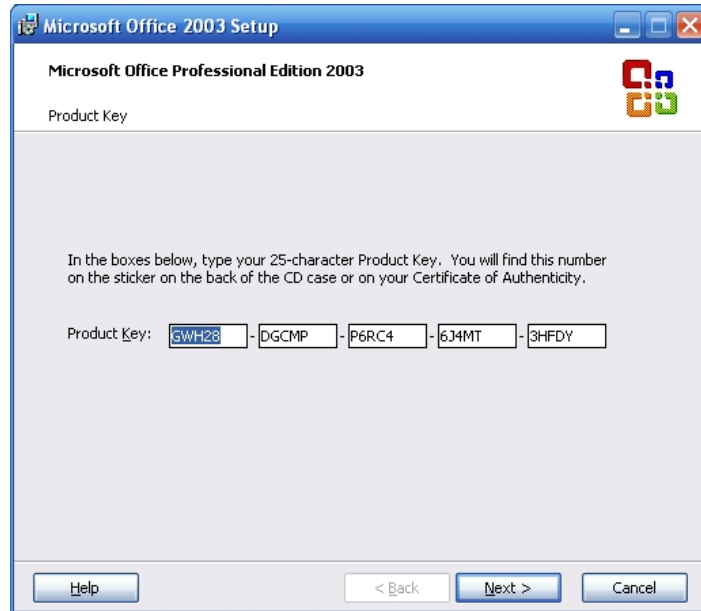 Microsoft Office 2003 Setup
Microsoft Office Professional Edition 2003
Product Key
In the boxes below, type your 25-character Product Key. You will find this number
on the sticker on the back of the CD case or on your Certificate of Authenticity.
Product Key: GWH28 - DGCMP - P6RC4 - 6J4MT - 3HFDY
Help < Back Next > Cancel